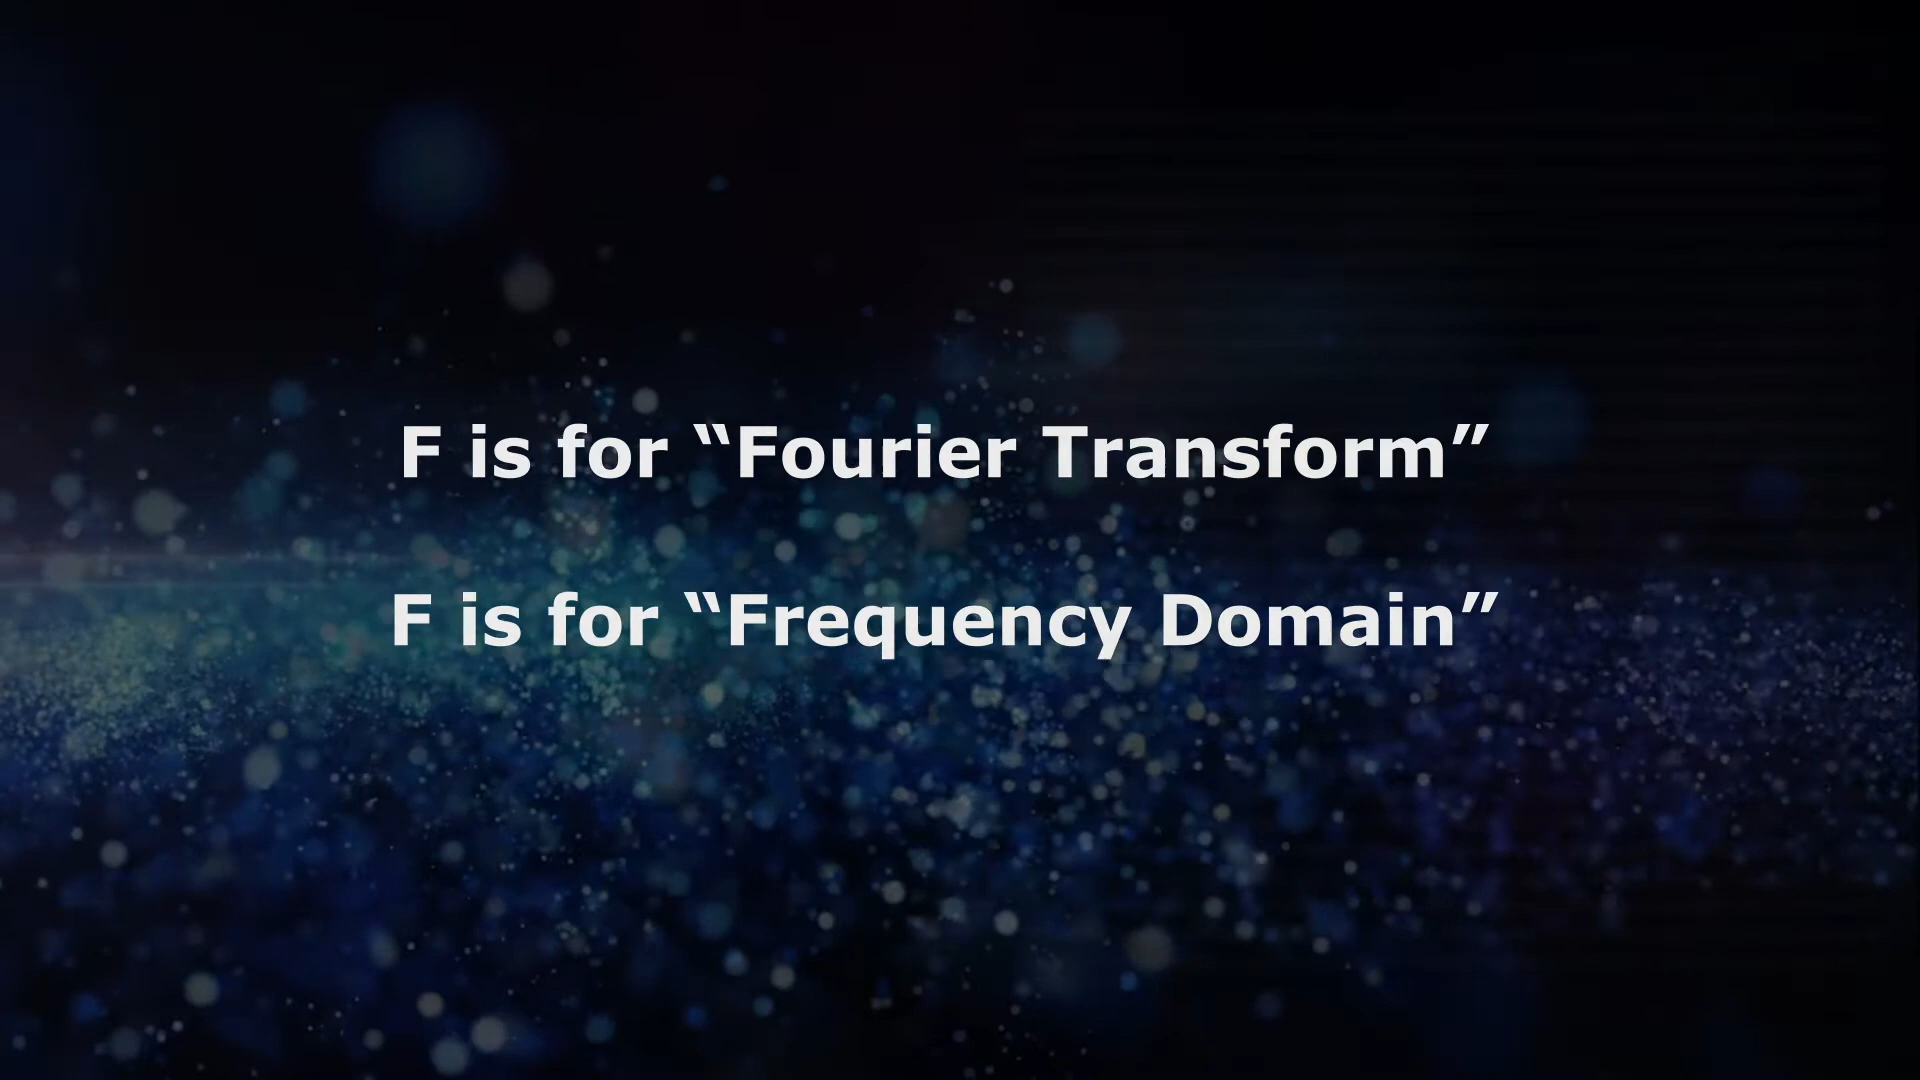 F is for “Fourier Transform”
F is for “Frequency Domain”